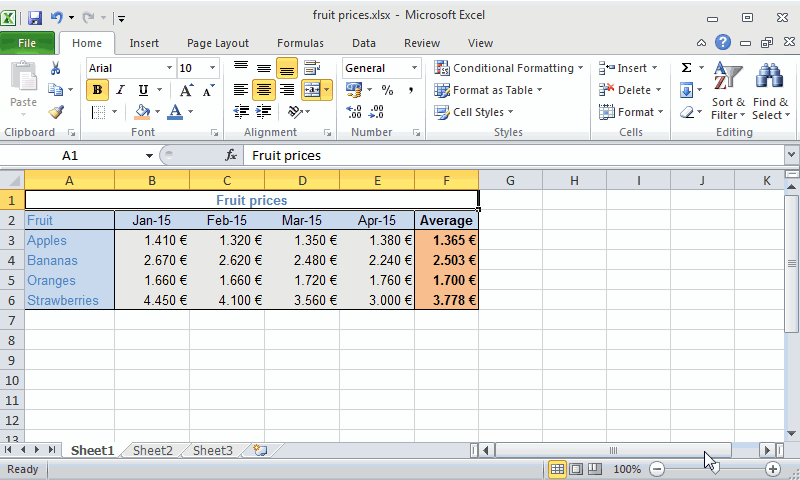 fruit prices.xlsx - Microsoft Excel
File Home Insert Page Layout Formulas Data Review View
Paste
Arial 10
B I U A A
A
General
% ,
Conditional Formatting
Format as Table
Cell Styles
Insert
Delete
Format
Σ
Sort & Filter
Find & Select
Clipboard Font Alignment Number Styles Cells Editing
A1 fx Fruit prices
A B C D E F G H I J K
1 Fruit prices
2 Fruit Jan-15 Feb-15 Mar-15 Apr-15 Average
3 Apples 1.410 € 1.320 € 1.350 € 1.380 € 1.365 €
4 Bananas 2.670 € 2.620 € 2.480 € 2.240 € 2.503 €
5 Oranges 1.660 € 1.660 € 1.720 € 1.760 € 1.700 €
6 Strawberries 4.450 € 4.100 € 3.560 € 3.000 € 3.778 €
7
8
9
10
11
12
13
Sheet1 Sheet2 Sheet3
Ready 100%